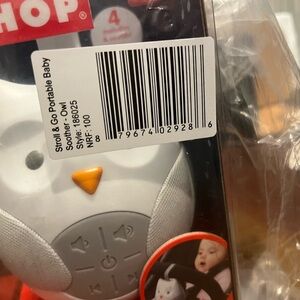 HOP
4
Stroll & Go Portable Baby
Soother - Owl
Style: 186025
NRF: 100
8 79674 02928 6